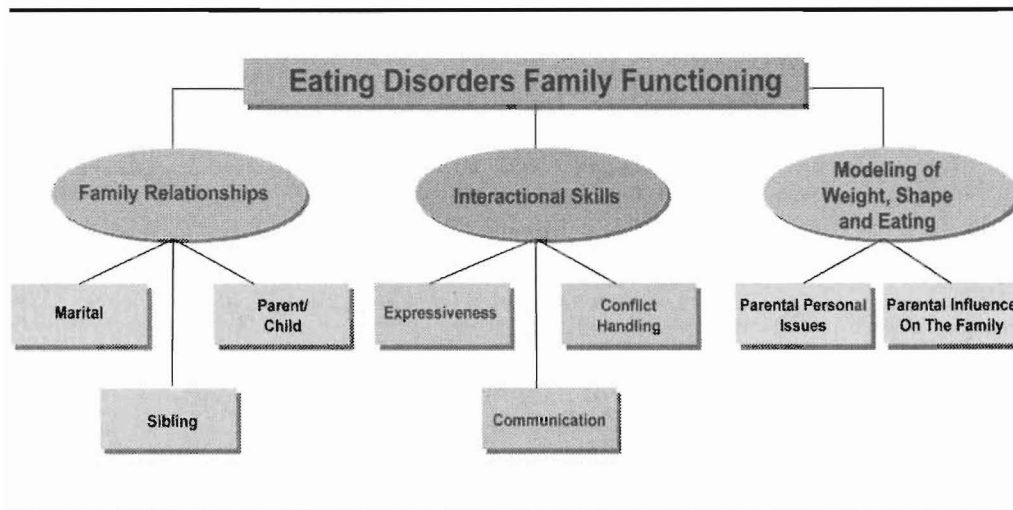 Eating Disorders Family Functioning
Family Relationships
Interactional Skills
Modeling of
Weight, Shape
and Eating
Marital
Parent/
Child
Expressiveness
Conflict
Handling
Parental Personal
Issues
Parental Influence
On The Family
Sibling
Communication